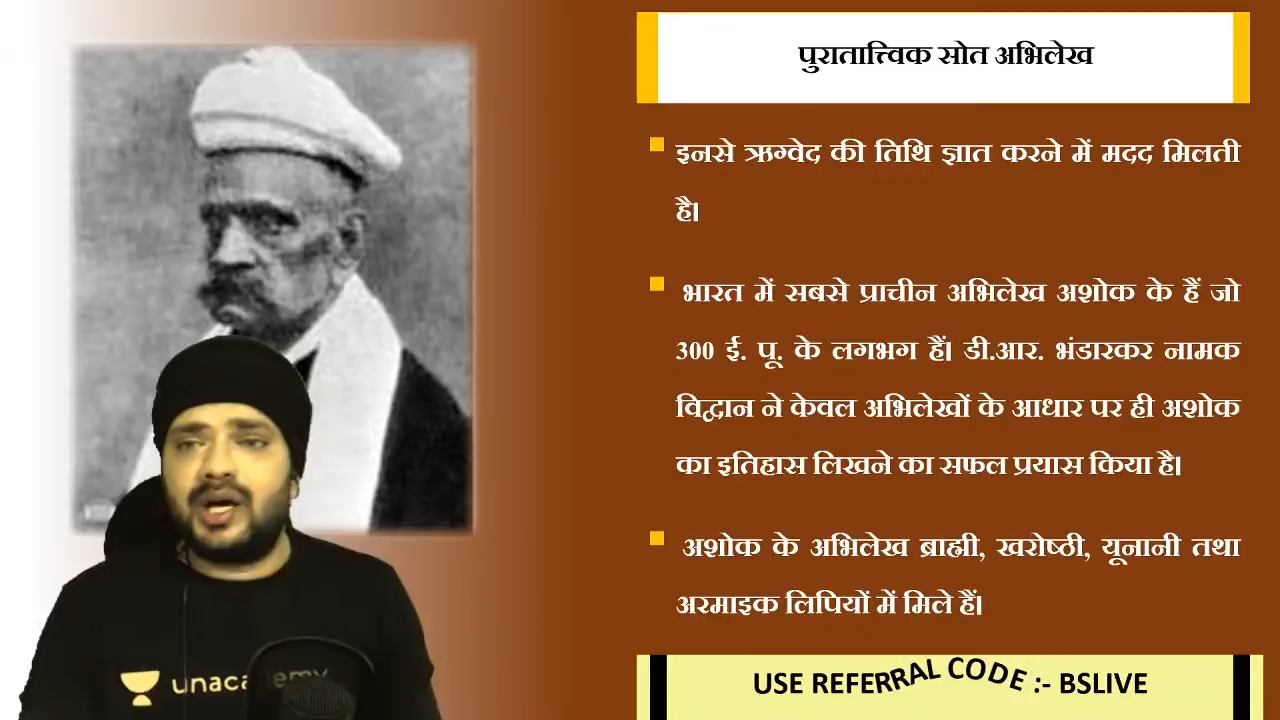 पुरातात्त्विक सोत अभिलेख
इनसे ऋग्वेद की तिथि ज्ञात करने में मदद मिलती
है।
भारत में सबसे प्राचीन अभिलेख अशोक के हैं जो
300 ई. पू. के लगभग हैं। डी.आर. भंडारकर नामक
विद्वान ने केवल अभिलेखों के आधार पर ही अशोक
का इतिहास लिखने का सफल प्रयास किया है।
अशोक के अभिलेख ब्राह्मी, खरोष्ठी, यूनानी तथा
अरमाइक लिपियों में मिले हैं।
unacademy
USE REFERRAL CODE :- BSLIVE